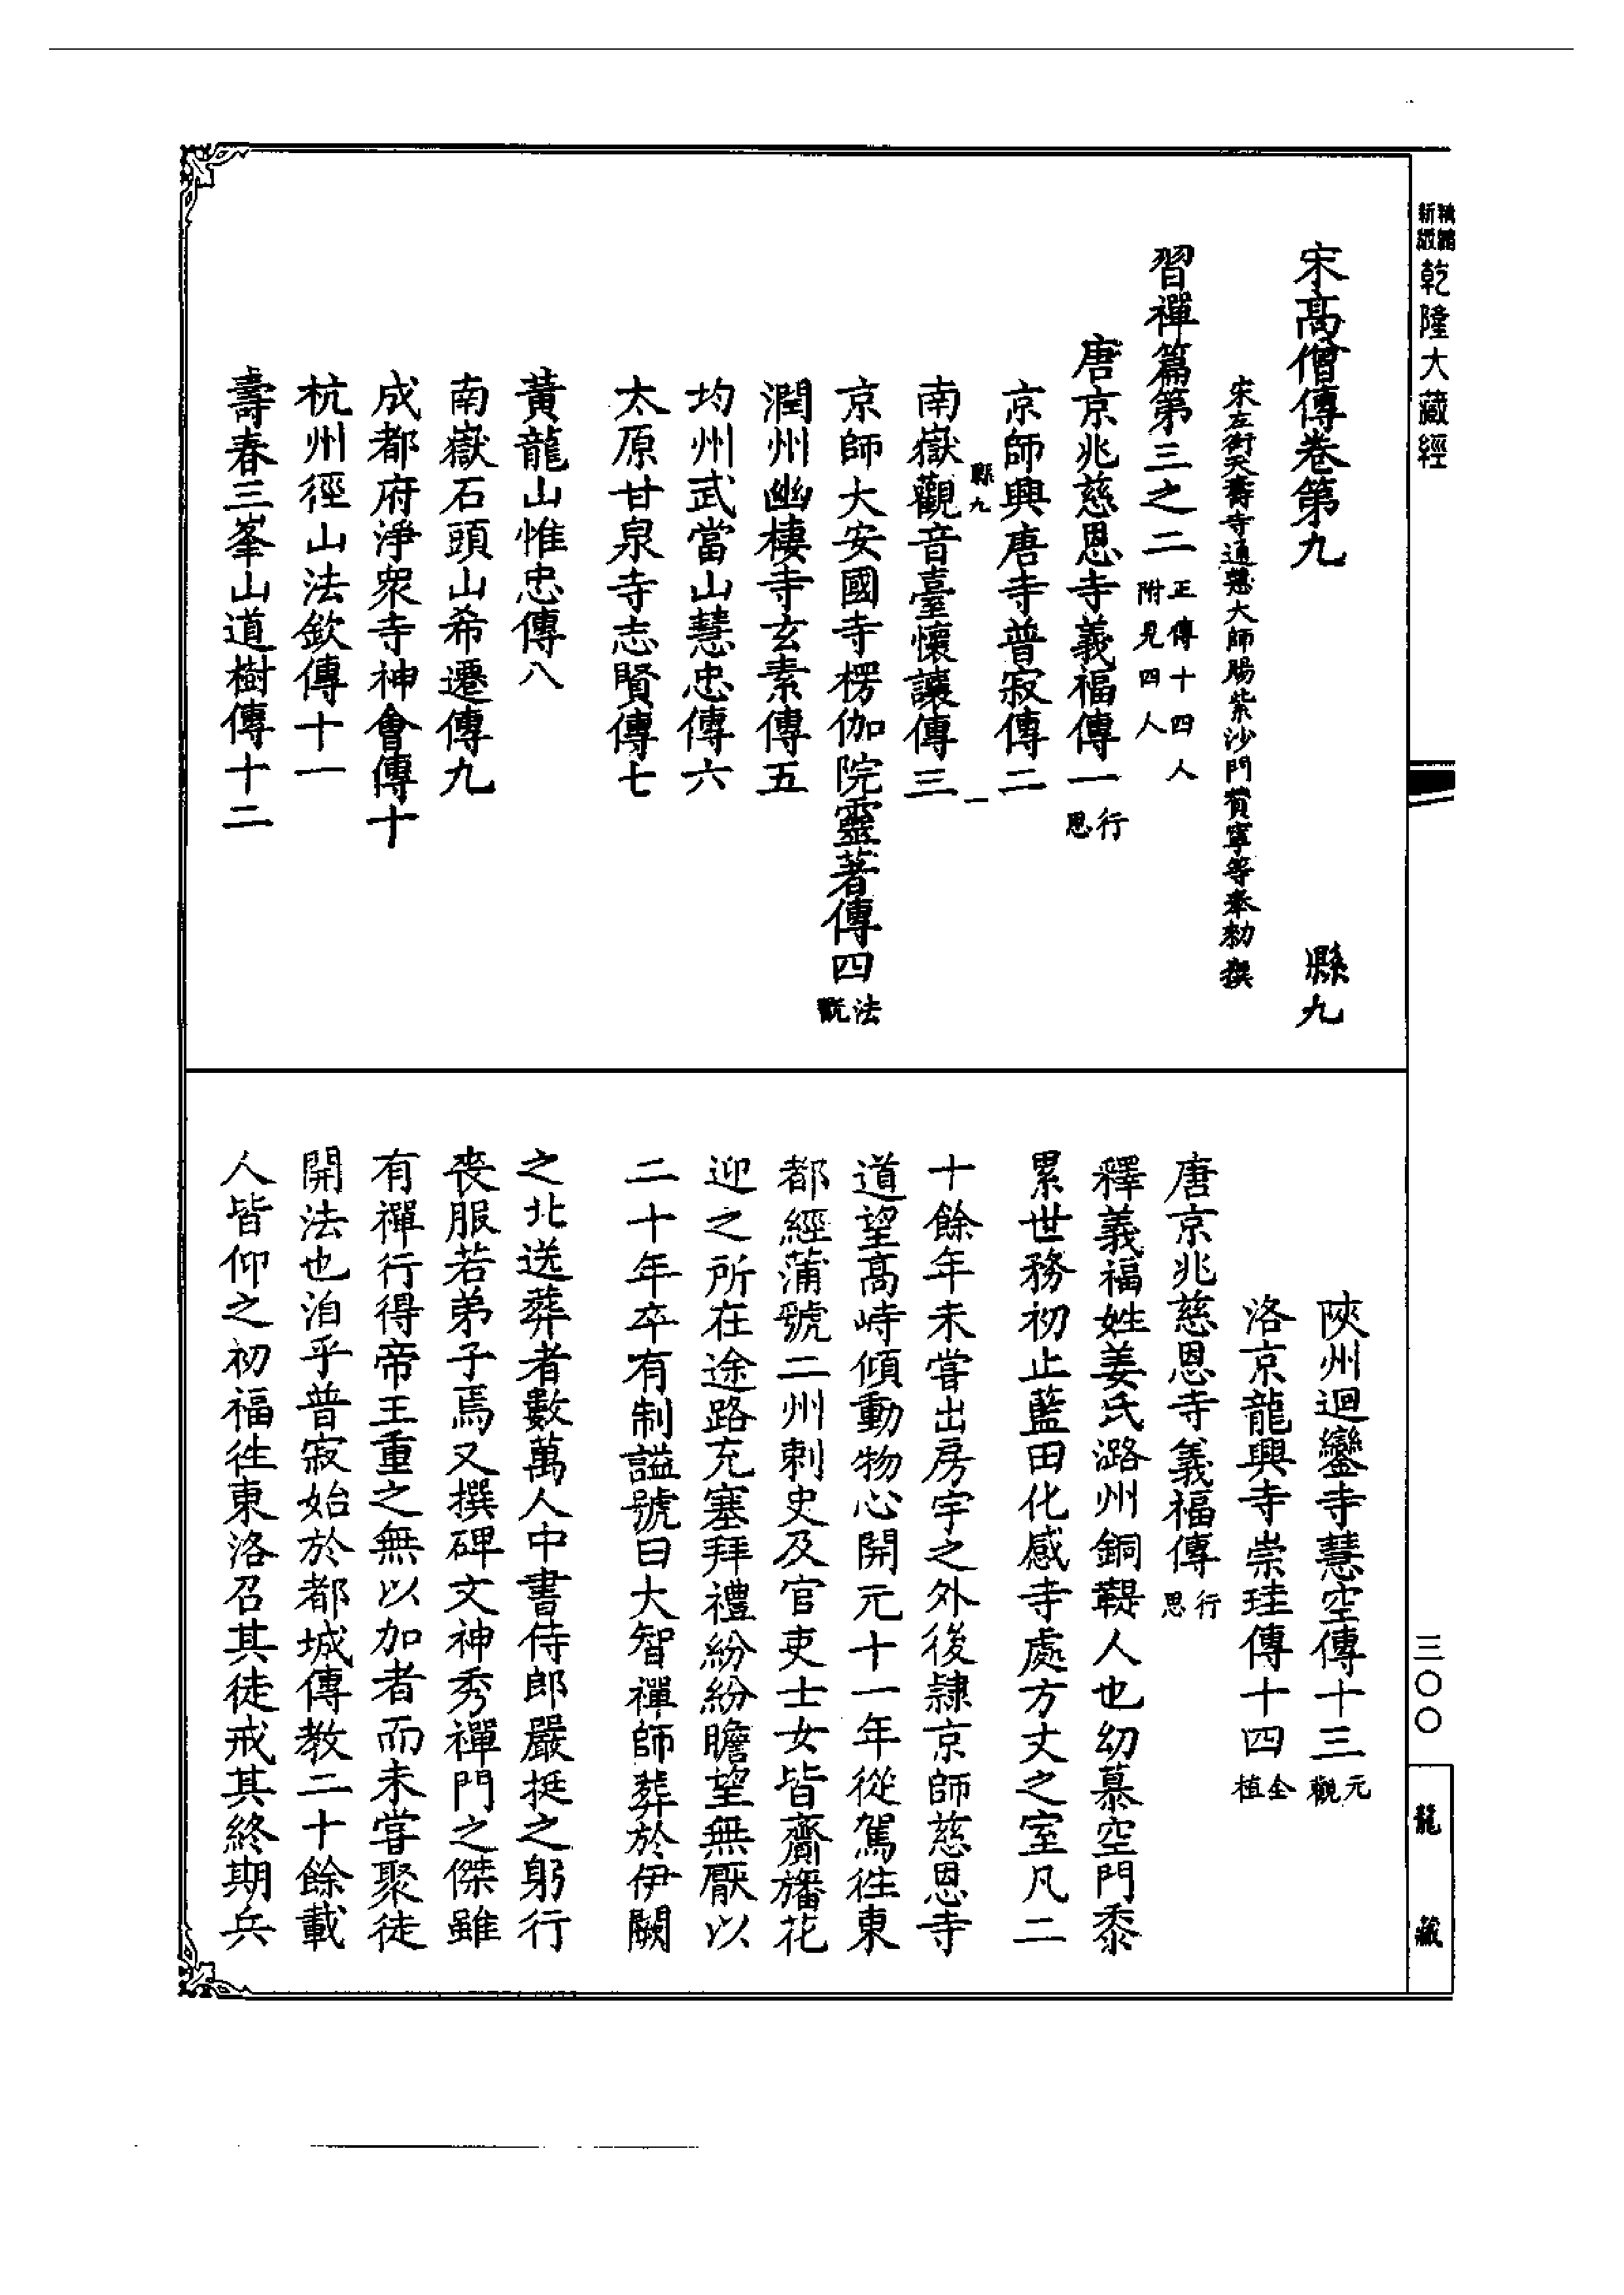 精縮
新版
乾隆大藏經
宋高僧傳卷第九 縣九
宋左街天壽寺通慧大師賜紫沙門贊寧等奉勅撰
習禪篇第三之二 正傳十四人
附見四人
唐京兆慈恩寺義福傳一 行
思
京師興唐寺普寂傳二
縣九 一
南嶽觀音臺懷讓傳三
京師大安國寺楞伽院靈著傳四 法
翫
潤州幽棲寺玄素傳五
均州武當山慧忠傳六
太原甘泉寺志賢傳七
黃龍山惟忠傳八
南嶽石頭山希遷傳九
成都府淨衆寺神會傳十
杭州徑山法欽傳十一
壽春三峯山道樹傳十二
陝州迴鑾寺慧空傳十三 元
觀
洛京龍興寺崇珪傳十四 全
植
唐京兆慈恩寺義福傳 行
思
釋義福姓姜氏潞州銅鞮人也幼慕空門黍
累世務初止藍田化感寺處方丈之室凡二
十餘年未嘗出房宇之外後隷京師慈恩寺
道望高峙傾動物心開元十一年從駕徃東
都經蒲虢二州刺史及官吏士女皆齎旛花
迎之所在途路充塞拜禮紛紛瞻望無厭以
二十年卒有制謚號曰大智禪師葬於伊闕
之北送葬者數萬人中書侍郎嚴挺之躬行
喪服若弟子焉又撰碑文神秀禪門之傑雖
有禪行得帝王重之無以加者而未嘗聚徒
開法也洎乎普寂始於都城傳教二十餘載
人皆仰之初福徃東洛召其徒戒其終期兵
三〇〇
龍藏